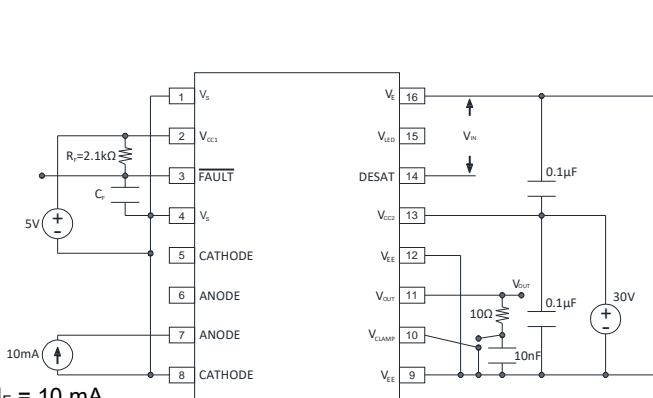 1 Vs
2 VCC1
3 FAULT
4 Vs
5 CATHODE
6 ANODE
7 ANODE
8 CATHODE
VE 16
VLED 15
DESAT 14
VCC2 13
VEE 12
VOUT 11
VCLAMP 10
VEE 9
RF=2.1kΩ
CF
5V
+
-
10mA
VIN
0.1µF
VOUT
10Ω
0.1µF
30V
+
-
10nF
= 10 mA